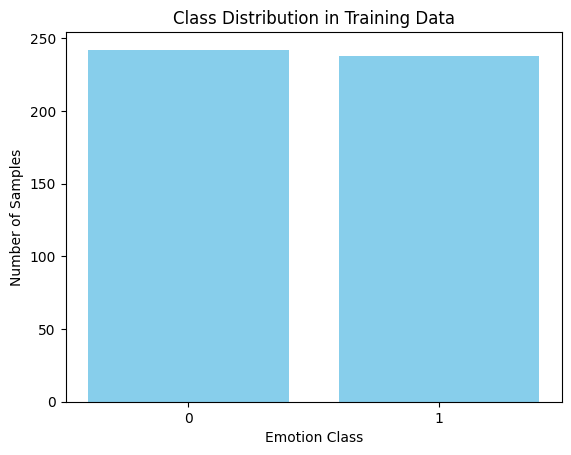 Class Distribution in Training Data
250
200
150
100
50
0
Number of Samples
0 1
Emotion Class